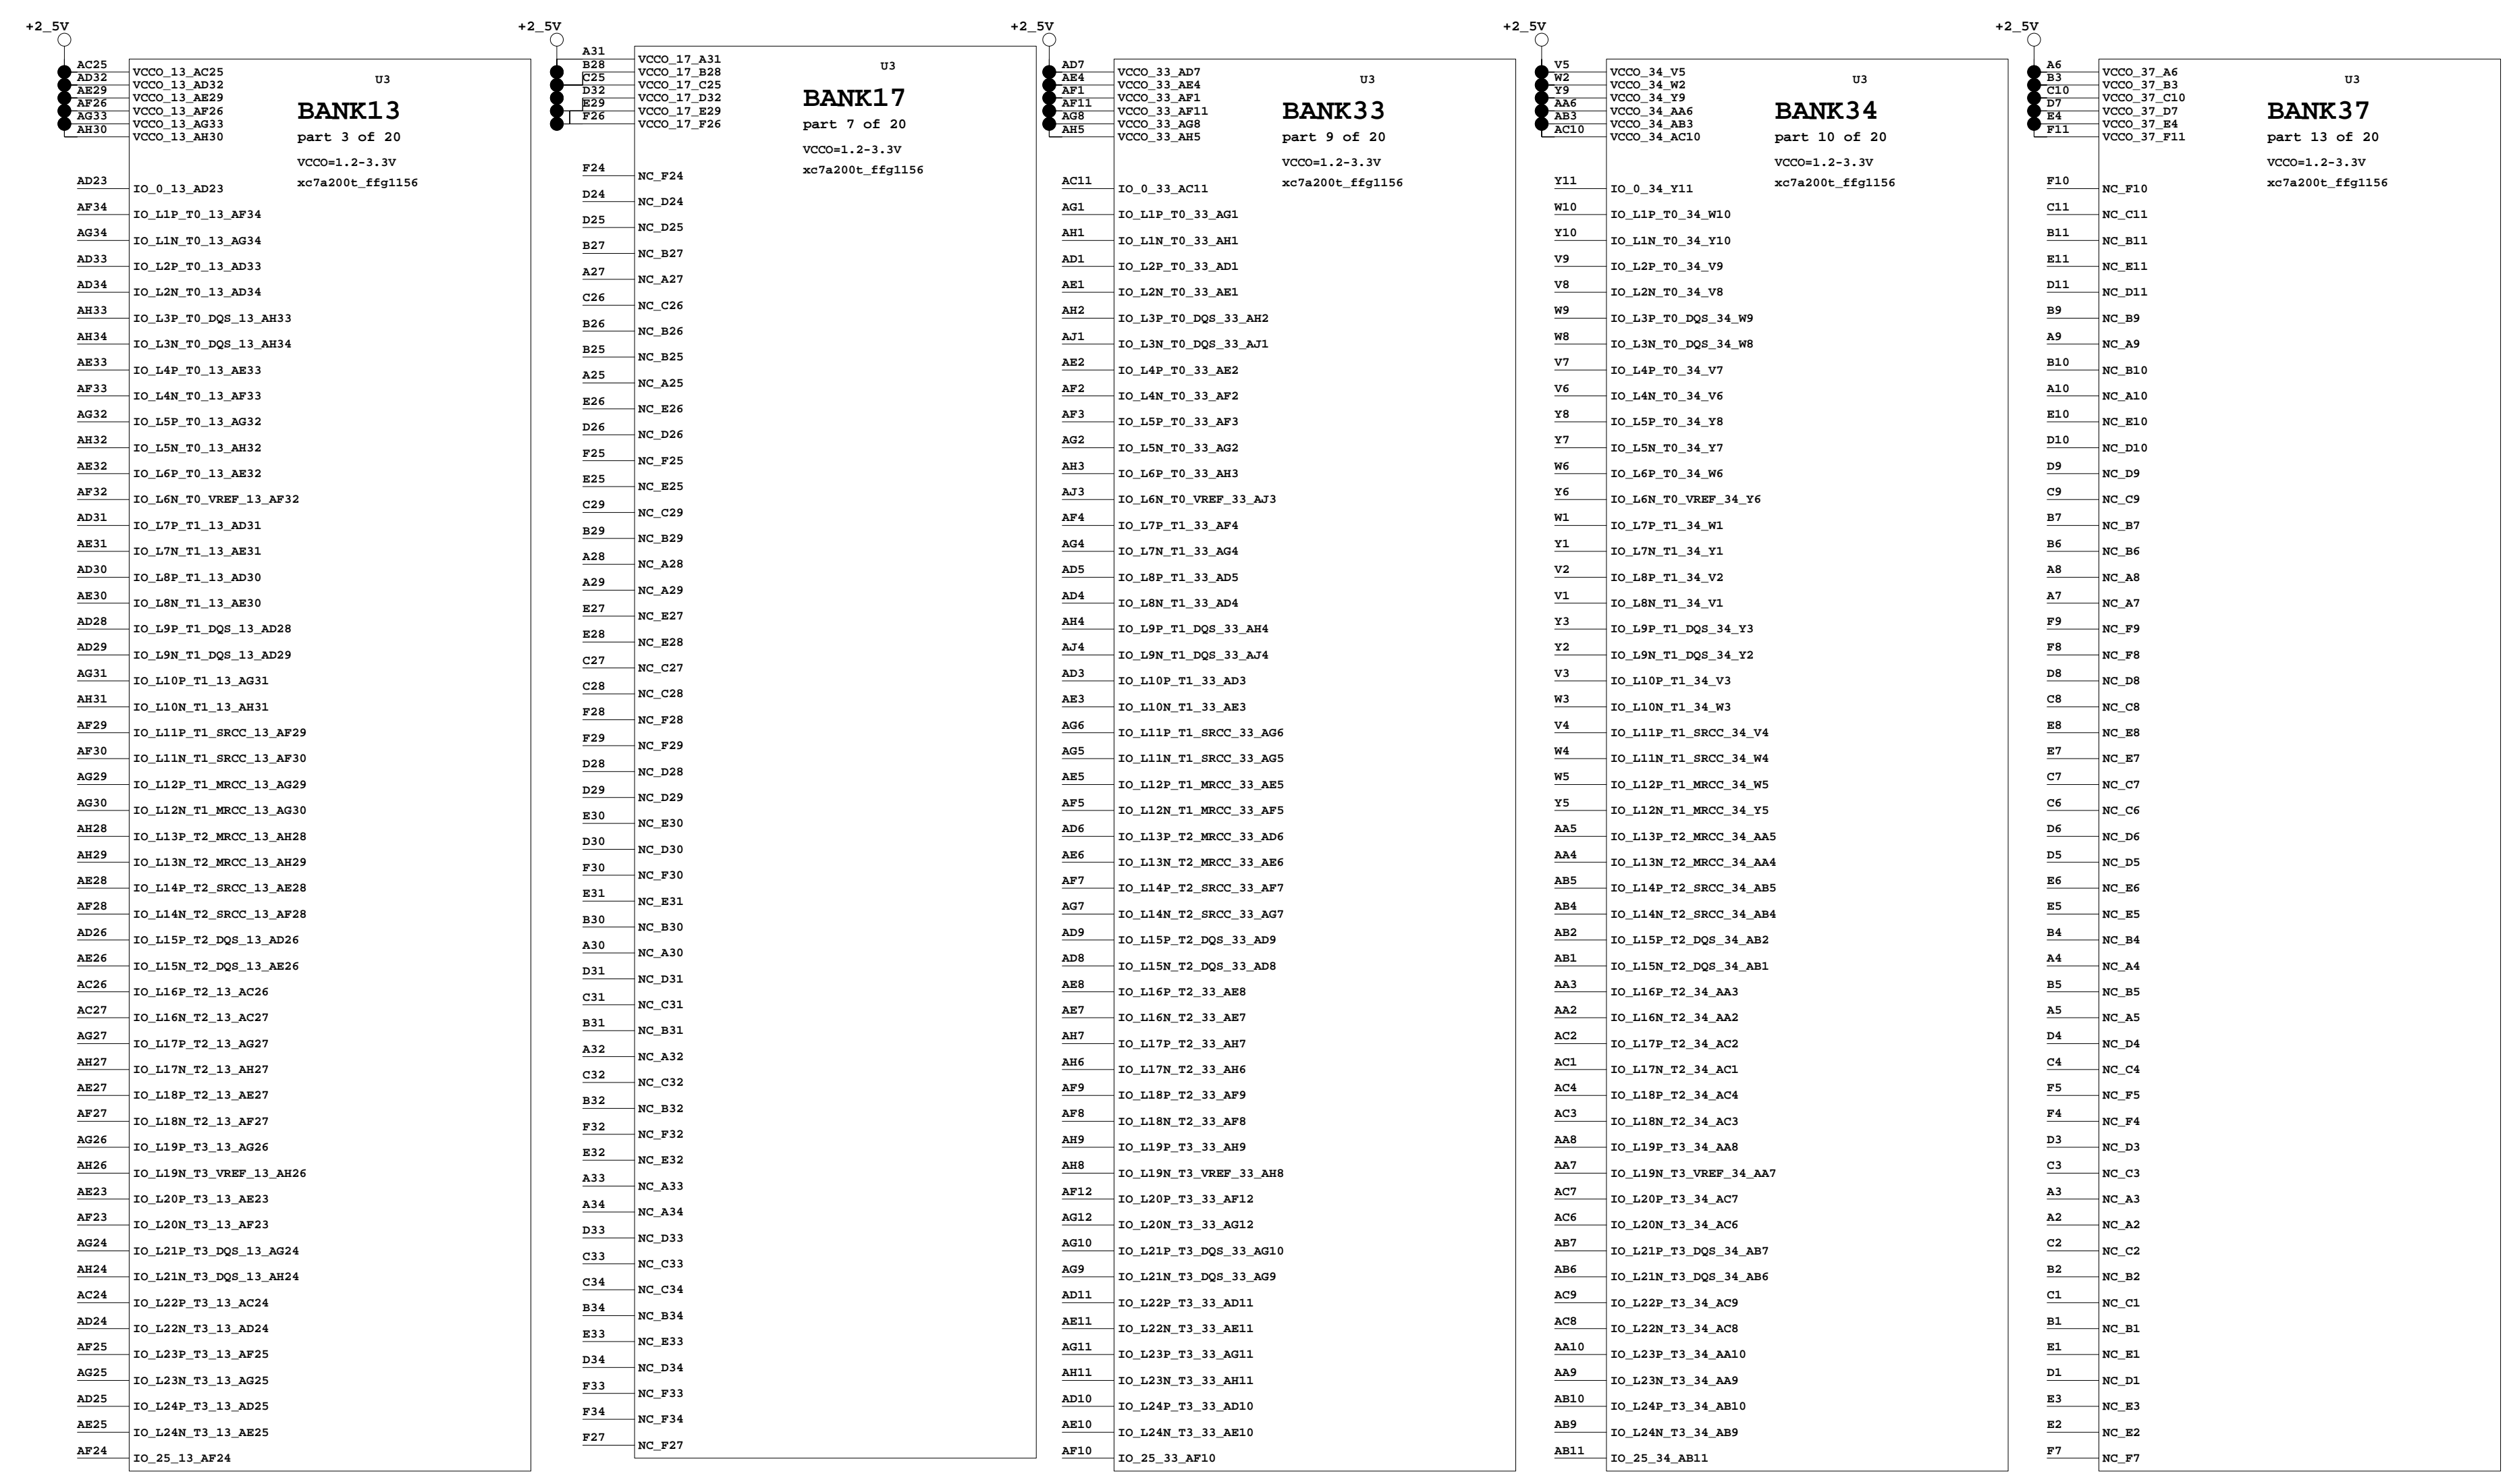 +2_5V
AC25 VCCO_13_AC25
AD32 VCCO_13_AD32
AE29 VCCO_13_AE29
AF26 VCCO_13_AF26
AG33 VCCO_13_AG33
AH30 VCCO_13_AH30
U3
BANK13
part 3 of 20
VCCO=1.2-3.3V
xc7a200t_ffg1156
AD23 IO_0_13_AD23
AF34 IO_L1P_T0_13_AF34
AG34 IO_L1N_T0_13_AG34
AD33 IO_L2P_T0_13_AD33
AD34 IO_L2N_T0_13_AD34
AH33 IO_L3P_T0_DQS_13_AH33
AH34 IO_L3N_T0_DQS_13_AH34
AE33 IO_L4P_T0_13_AE33
AF33 IO_L4N_T0_13_AF33
AG32 IO_L5P_T0_13_AG32
AH32 IO_L5N_T0_13_AH32
AE32 IO_L6P_T0_13_AE32
AF32 IO_L6N_T0_VREF_13_AF32
AD31 IO_L7P_T1_13_AD31
AE31 IO_L7N_T1_13_AE31
AD30 IO_L8P_T1_13_AD30
AE30 IO_L8N_T1_13_AE30
AD28 IO_L9P_T1_DQS_13_AD28
AD29 IO_L9N_T1_DQS_13_AD29
AG31 IO_L10P_T1_13_AG31
AH31 IO_L10N_T1_13_AH31
AF29 IO_L11P_T1_SRCC_13_AF29
AF30 IO_L11N_T1_SRCC_13_AF30
AG29 IO_L12P_T1_MRCC_13_AG29
AG30 IO_L12N_T1_MRCC_13_AG30
AH28 IO_L13P_T2_MRCC_13_AH28
AH29 IO_L13N_T2_MRCC_13_AH29
AE28 IO_L14P_T2_SRCC_13_AE28
AF28 IO_L14N_T2_SRCC_13_AF28
AD26 IO_L15P_T2_DQS_13_AD26
AE26 IO_L15N_T2_DQS_13_AE26
AC26 IO_L16P_T2_13_AC26
AC27 IO_L16N_T2_13_AC27
AG27 IO_L17P_T2_13_AG27
AH27 IO_L17N_T2_13_AH27
AE27 IO_L18P_T2_13_AE27
AF27 IO_L18N_T2_13_AF27
AG26 IO_L19P_T3_13_AG26
AH26 IO_L19N_T3_VREF_13_AH26
AE23 IO_L20P_T3_13_AE23
AF23 IO_L20N_T3_13_AF23
AG24 IO_L21P_T3_DQS_13_AG24
AH24 IO_L21N_T3_DQS_13_AH24
AC24 IO_L22P_T3_13_AC24
AD24 IO_L22N_T3_13_AD24
AF25 IO_L23P_T3_13_AF25
AG25 IO_L23N_T3_13_AG25
AD25 IO_L24P_T3_13_AD25
AE25 IO_L24N_T3_13_AE25
AF24 IO_25_13_AF24
+2_5V
A31 VCCO_17_A31
B28 VCCO_17_B28
C25 VCCO_17_C25
D32 VCCO_17_D32
E29 VCCO_17_E29
F26 VCCO_17_F26
U3
BANK17
part 7 of 20
VCCO=1.2-3.3V
xc7a200t_ffg1156
F24 NC_F24
D24 NC_D24
D25 NC_D25
B27 NC_B27
A27 NC_A27
C26 NC_C26
B26 NC_B26
B25 NC_B25
A25 NC_A25
E26 NC_E26
D26 NC_D26
F25 NC_F25
E25 NC_E25
C29 NC_C29
B29 NC_B29
A28 NC_A28
A29 NC_A29
E27 NC_E27
E28 NC_E28
C27 NC_C27
C28 NC_C28
F28 NC_F28
F29 NC_F29
D28 NC_D28
D29 NC_D29
E30 NC_E30
D30 NC_D30
F30 NC_F30
E31 NC_E31
B30 NC_B30
A30 NC_A30
D31 NC_D31
C31 NC_C31
B31 NC_B31
A32 NC_A32
C32 NC_C32
B32 NC_B32
F32 NC_F32
E32 NC_E32
A33 NC_A33
A34 NC_A34
D33 NC_D33
C33 NC_C33
C34 NC_C34
B34 NC_B34
E33 NC_E33
D34 NC_D34
F33 NC_F33
F34 NC_F34
F27 NC_F27
+2_5V
AD7 VCCO_33_AD7
AE4 VCCO_33_AE4
AF1 VCCO_33_AF1
AF11 VCCO_33_AF11
AG8 VCCO_33_AG8
AH5 VCCO_33_AH5
U3
BANK33
part 9 of 20
VCCO=1.2-3.3V
xc7a200t_ffg1156
AC11 IO_0_33_AC11
AG1 IO_L1P_T0_33_AG1
AH1 IO_L1N_T0_33_AH1
AD1 IO_L2P_T0_33_AD1
AE1 IO_L2N_T0_33_AE1
AH2 IO_L3P_T0_DQS_33_AH2
AJ1 IO_L3N_T0_DQS_33_AJ1
AE2 IO_L4P_T0_33_AE2
AF2 IO_L4N_T0_33_AF2
AF3 IO_L5P_T0_33_AF3
AG2 IO_L5N_T0_33_AG2
AH3 IO_L6P_T0_33_AH3
AJ3 IO_L6N_T0_VREF_33_AJ3
AF4 IO_L7P_T1_33_AF4
AG4 IO_L7N_T1_33_AG4
AD5 IO_L8P_T1_33_AD5
AD4 IO_L8N_T1_33_AD4
AH4 IO_L9P_T1_DQS_33_AH4
AJ4 IO_L9N_T1_DQS_33_AJ4
AD3 IO_L10P_T1_33_AD3
AE3 IO_L10N_T1_33_AE3
AG6 IO_L11P_T1_SRCC_33_AG6
AG5 IO_L11N_T1_SRCC_33_AG5
AE5 IO_L12P_T1_MRCC_33_AE5
AF5 IO_L12N_T1_MRCC_33_AF5
AD6 IO_L13P_T2_MRCC_33_AD6
AE6 IO_L13N_T2_MRCC_33_AE6
AF7 IO_L14P_T2_SRCC_33_AF7
AG7 IO_L14N_T2_SRCC_33_AG7
AD9 IO_L15P_T2_DQS_33_AD9
AD8 IO_L15N_T2_DQS_33_AD8
AE8 IO_L16P_T2_33_AE8
AE7 IO_L16N_T2_33_AE7
AH7 IO_L17P_T2_33_AH7
AH6 IO_L17N_T2_33_AH6
AF9 IO_L18P_T2_33_AF9
AF8 IO_L18N_T2_33_AF8
AH9 IO_L19P_T3_33_AH9
AH8 IO_L19N_T3_VREF_33_AH8
AF12 IO_L20P_T3_33_AF12
AG12 IO_L20N_T3_33_AG12
AG10 IO_L21P_T3_DQS_33_AG10
AG9 IO_L21N_T3_DQS_33_AG9
AD11 IO_L22P_T3_33_AD11
AE11 IO_L22N_T3_33_AE11
AG11 IO_L23P_T3_33_AG11
AH11 IO_L23N_T3_33_AH11
AD10 IO_L24P_T3_33_AD10
AE10 IO_L24N_T3_33_AE10
AF10 IO_25_33_AF10
+2_5V
V5 VCCO_34_V5
W2 VCCO_34_W2
Y9 VCCO_34_Y9
AA6 VCCO_34_AA6
AB3 VCCO_34_AB3
AC10 VCCO_34_AC10
U3
BANK34
part 10 of 20
VCCO=1.2-3.3V
xc7a200t_ffg1156
Y11 IO_0_34_Y11
W10 IO_L1P_T0_34_W10
Y10 IO_L1N_T0_34_Y10
V9 IO_L2P_T0_34_V9
V8 IO_L2N_T0_34_V8
W9 IO_L3P_T0_DQS_34_W9
W8 IO_L3N_T0_DQS_34_W8
V7 IO_L4P_T0_34_V7
V6 IO_L4N_T0_34_V6
Y8 IO_L5P_T0_34_Y8
Y7 IO_L5N_T0_34_Y7
W6 IO_L6P_T0_34_W6
Y6 IO_L6N_T0_VREF_34_Y6
W1 IO_L7P_T1_34_W1
Y1 IO_L7N_T1_34_Y1
V2 IO_L8P_T1_34_V2
V1 IO_L8N_T1_34_V1
Y3 IO_L9P_T1_DQS_34_Y3
Y2 IO_L9N_T1_DQS_34_Y2
V3 IO_L10P_T1_34_V3
W3 IO_L10N_T1_34_W3
V4 IO_L11P_T1_SRCC_34_V4
W4 IO_L11N_T1_SRCC_34_W4
W5 IO_L12P_T1_MRCC_34_W5
Y5 IO_L12N_T1_MRCC_34_Y5
AA5 IO_L13P_T2_MRCC_34_AA5
AA4 IO_L13N_T2_MRCC_34_AA4
AB5 IO_L14P_T2_SRCC_34_AB5
AB4 IO_L14N_T2_SRCC_34_AB4
AB2 IO_L15P_T2_DQS_34_AB2
AB1 IO_L15N_T2_DQS_34_AB1
AA3 IO_L16P_T2_34_AA3
AA2 IO_L16N_T2_34_AA2
AC2 IO_L17P_T2_34_AC2
AC1 IO_L17N_T2_34_AC1
AC4 IO_L18P_T2_34_AC4
AC3 IO_L18N_T2_34_AC3
AA8 IO_L19P_T3_34_AA8
AA7 IO_L19N_T3_VREF_34_AA7
AC7 IO_L20P_T3_34_AC7
AC6 IO_L20N_T3_34_AC6
AB7 IO_L21P_T3_DQS_34_AB7
AB6 IO_L21N_T3_DQS_34_AB6
AC9 IO_L22P_T3_34_AC9
AC8 IO_L22N_T3_34_AC8
AA10 IO_L23P_T3_34_AA10
AA9 IO_L23N_T3_34_AA9
AB10 IO_L24P_T3_34_AB10
AB9 IO_L24N_T3_34_AB9
AB11 IO_25_34_AB11
+2_5V
A6 VCCO_37_A6
B3 VCCO_37_B3
C10 VCCO_37_C10
D7 VCCO_37_D7
E4 VCCO_37_E4
F11 VCCO_37_F11
U3
BANK37
part 13 of 20
VCCO=1.2-3.3V
xc7a200t_ffg1156
F10 NC_F10
C11 NC_C11
B11 NC_B11
E11 NC_E11
D11 NC_D11
B9 NC_B9
A9 NC_A9
B10 NC_B10
A10 NC_A10
E10 NC_E10
D10 NC_D10
D9 NC_D9
C9 NC_C9
B7 NC_B7
B6 NC_B6
A8 NC_A8
A7 NC_A7
F9 NC_F9
F8 NC_F8
D8 NC_D8
C8 NC_C8
E8 NC_E8
E7 NC_E7
C7 NC_C7
C6 NC_C6
D6 NC_D6
D5 NC_D5
E6 NC_E6
E5 NC_E5
B4 NC_B4
A4 NC_A4
B5 NC_B5
A5 NC_A5
D4 NC_D4
C4 NC_C4
F5 NC_F5
F4 NC_F4
D3 NC_D3
C3 NC_C3
A3 NC_A3
A2 NC_A2
C2 NC_C2
B2 NC_B2
C1 NC_C1
B1 NC_B1
E1 NC_E1
D1 NC_D1
E3 NC_E3
E2 NC_E2
F7 NC_F7